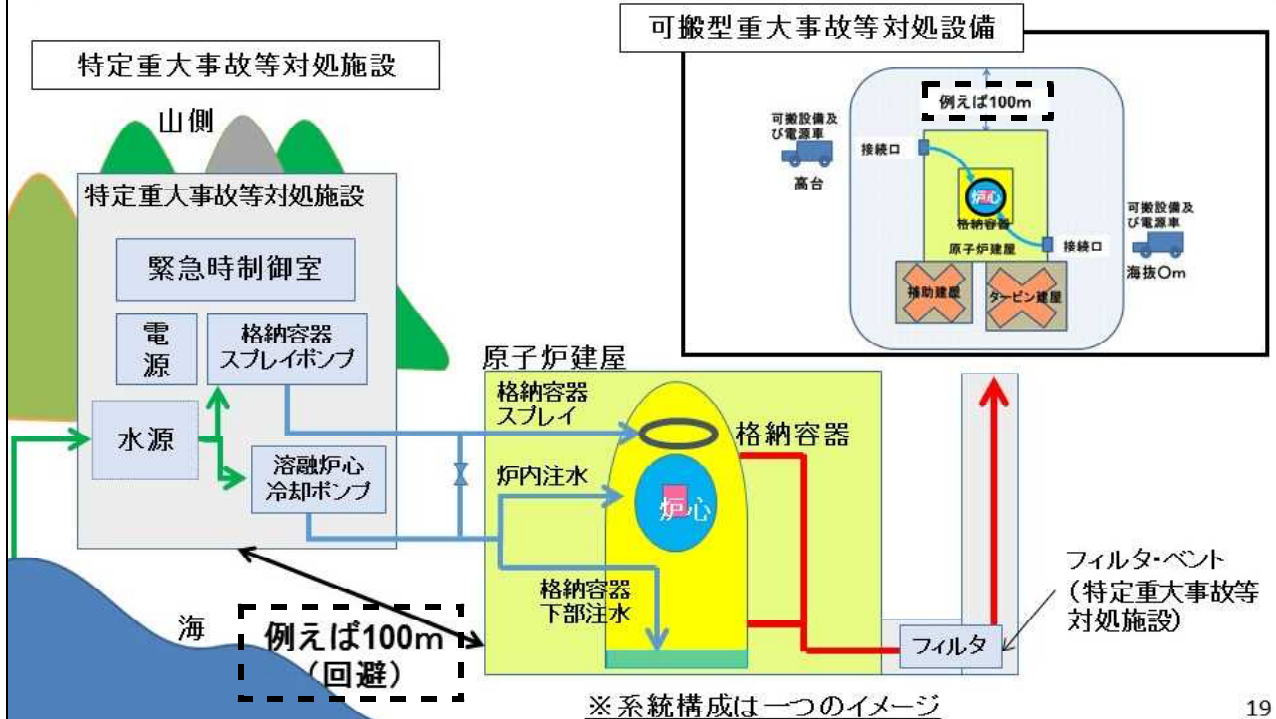 特定重大事故等対処施設
可搬型重大事故等対処設備
山側
特定重大事故等対処施設
緊急時制御室
電
源
格納容器
スプレイポンプ
水源
溶融炉心
冷却ポンプ
海
例えば100m
(回避)
原子炉建屋
格納容器
スプレイ
炉内注水
格納容器
下部注水
格納容器
炉心
フィルタ
フィルタ・ベント
(特定重大事故等
対処施設)
例えば100m
可搬設備及
び電源車
高台
接続口
炉心
格納容器
原子炉建屋
接続口
可搬設備及
び電源車
海抜○m
補助建屋
タービン建屋
※系統構成は一つのイメージ
19